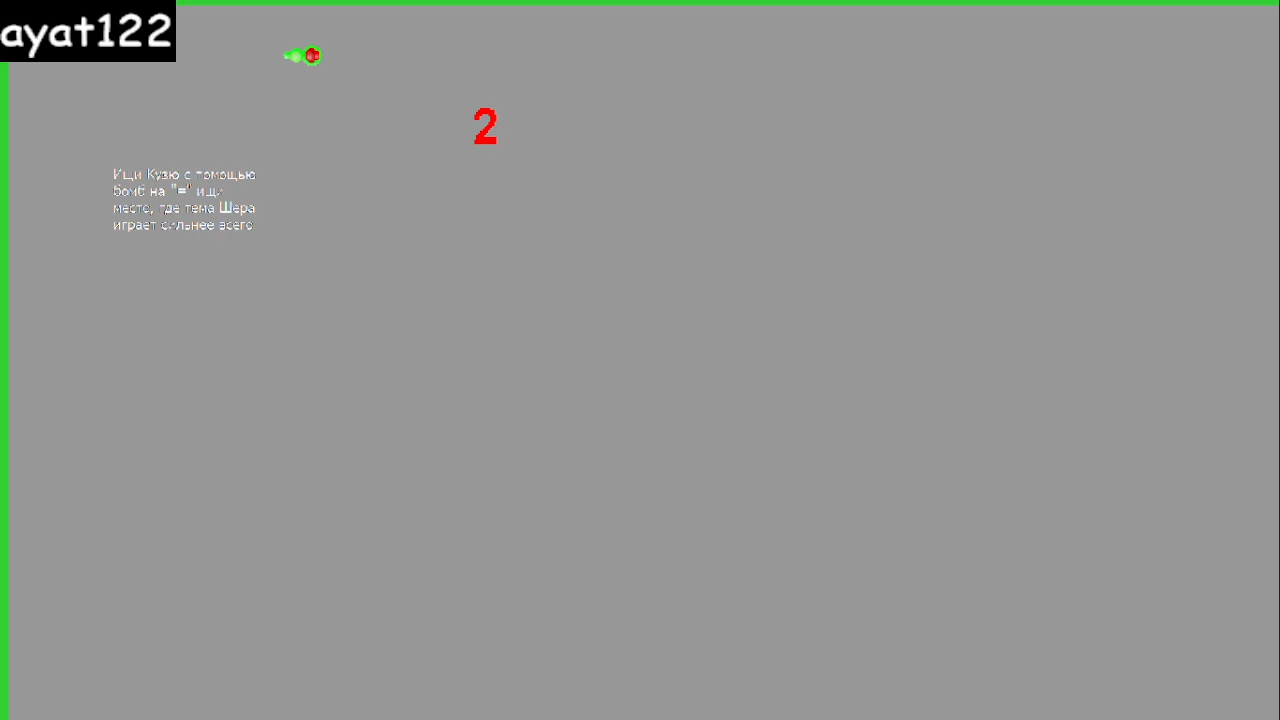 ayat122
2
Ищи Кузю с помощью
бомб на "=" ищи
место, где тема Шера
играет сильнее всего